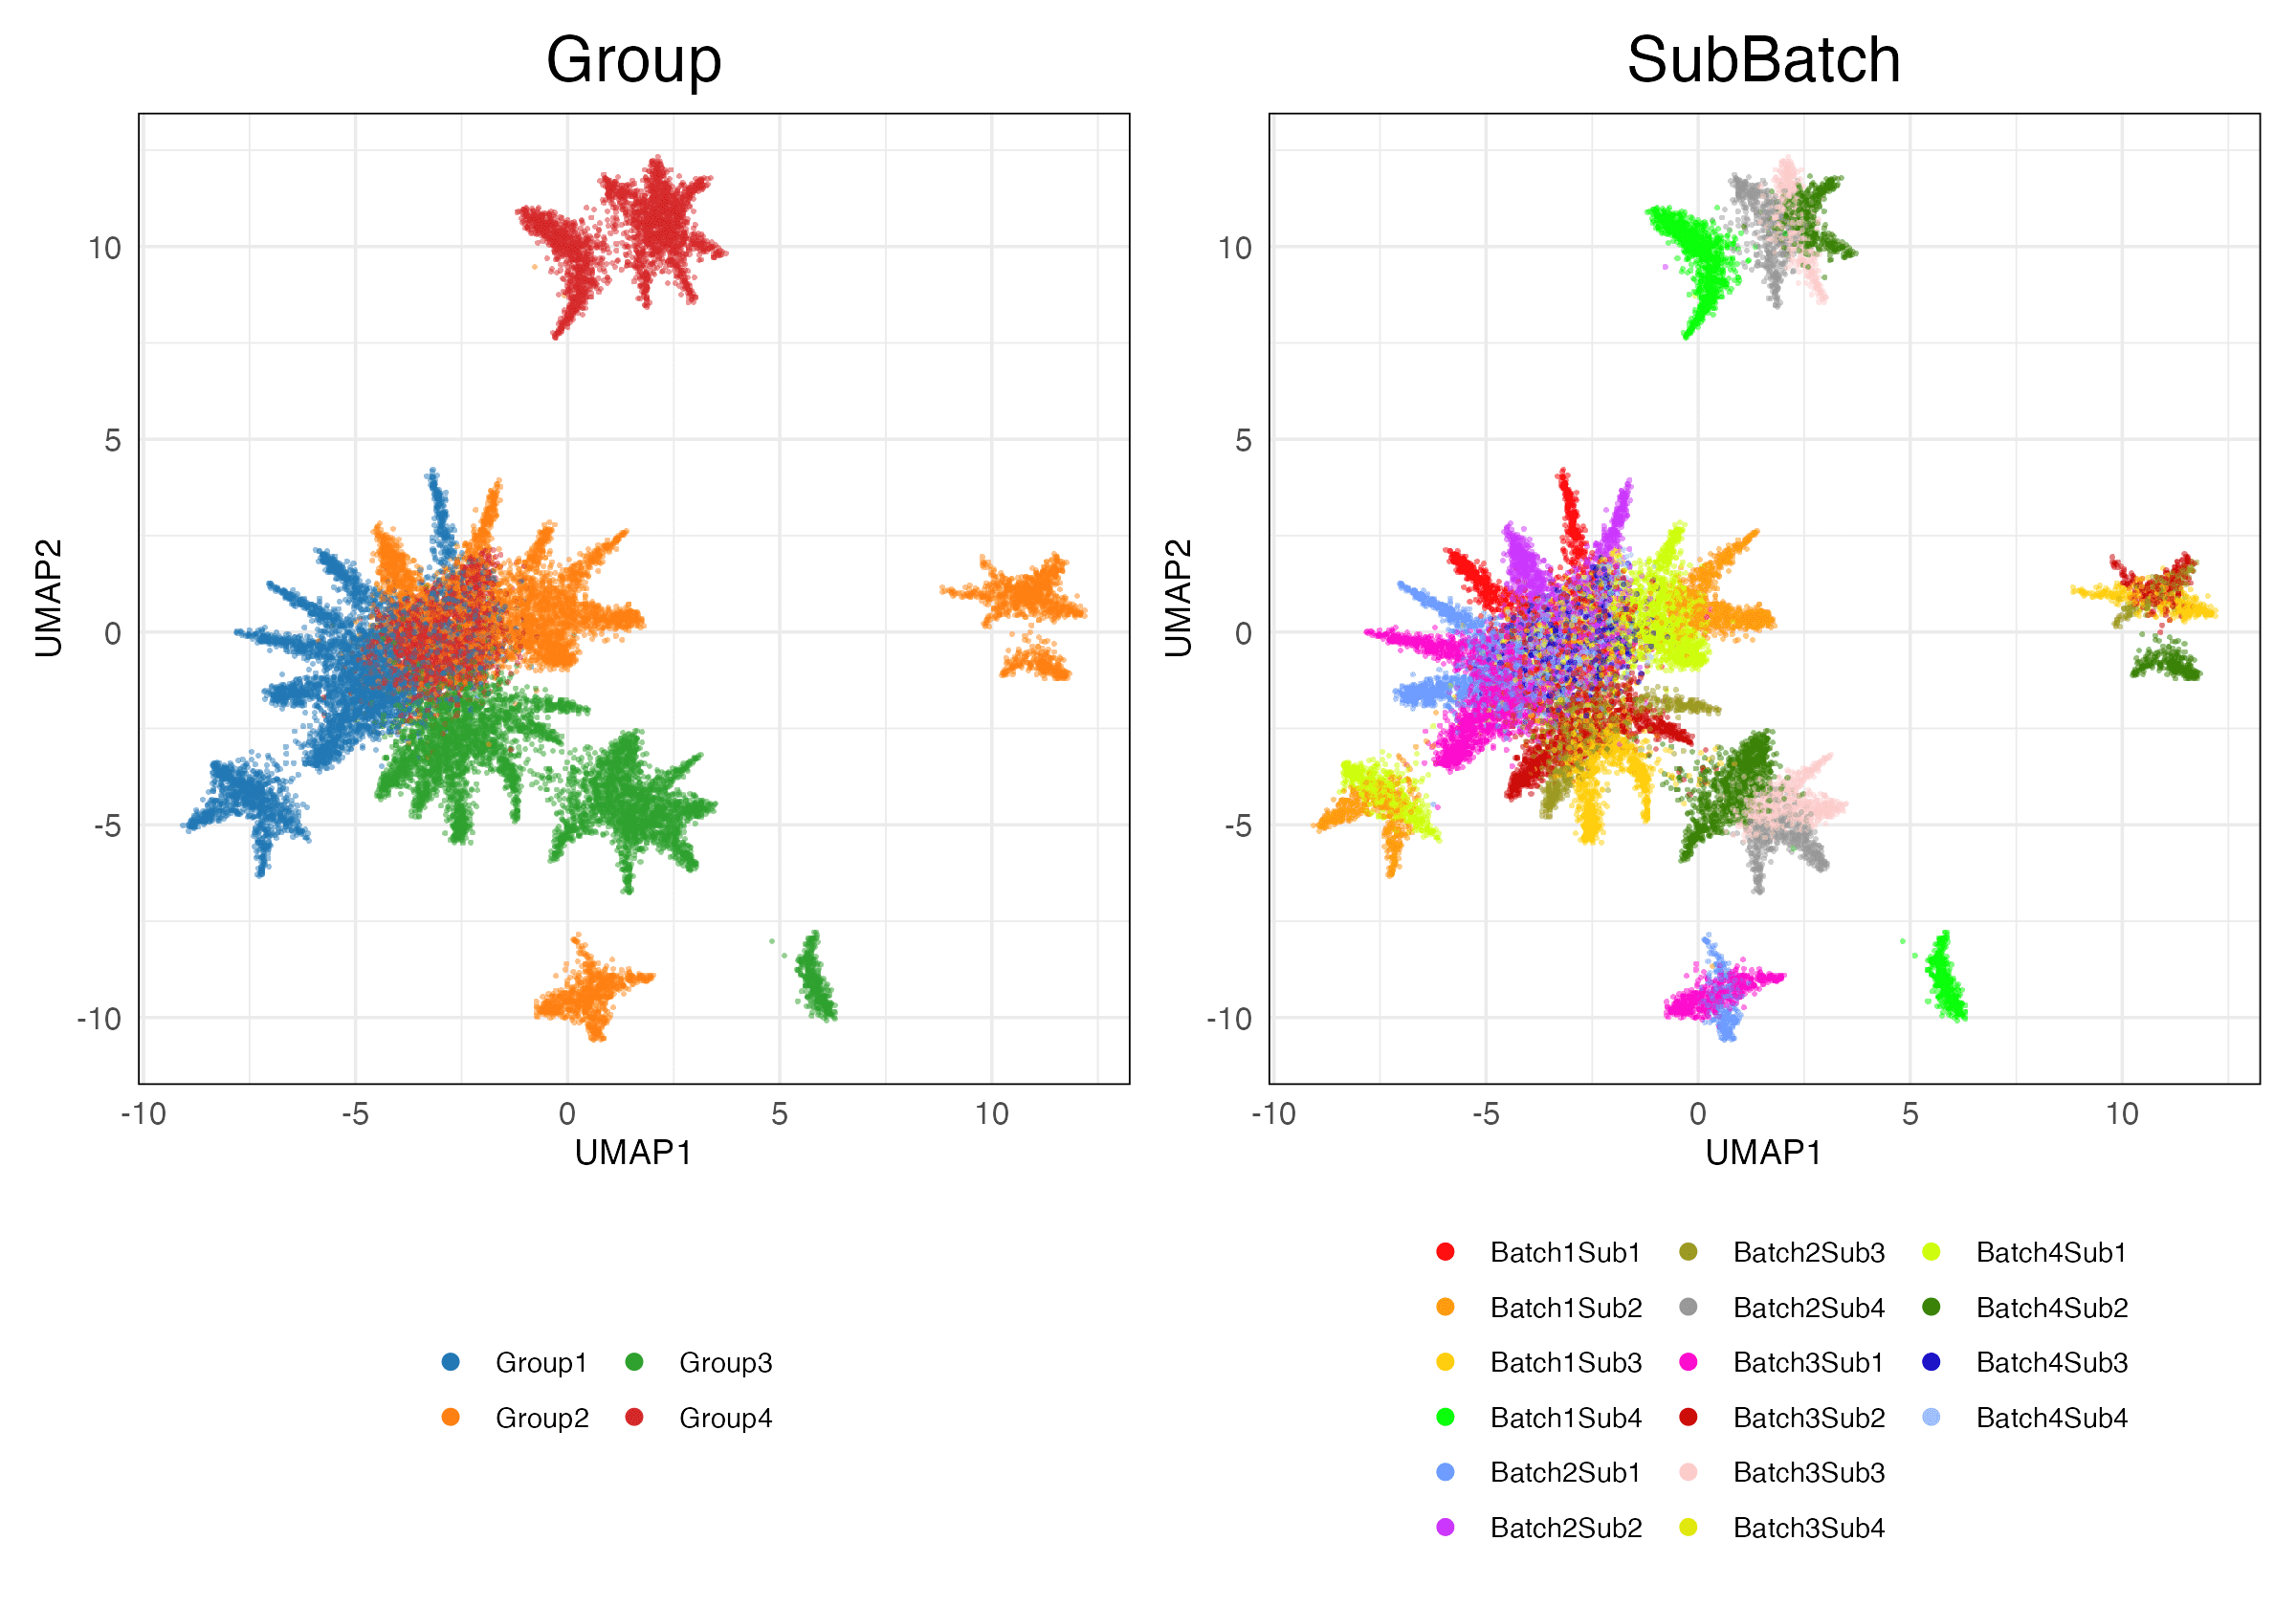 Group
SubBatch
UMAP2
10
5
0
-5
-10
-10 -5 0 5 10
UMAP1
UMAP2
10
5
0
-5
-10
-10 -5 0 5 10
UMAP1
Group1 Group3
Group2 Group4
Batch1Sub1 Batch2Sub3 Batch4Sub1
Batch1Sub2 Batch2Sub4 Batch4Sub2
Batch1Sub3 Batch3Sub1 Batch4Sub3
Batch1Sub4 Batch3Sub2 Batch4Sub4
Batch2Sub1 Batch3Sub3
Batch2Sub2 Batch3Sub4